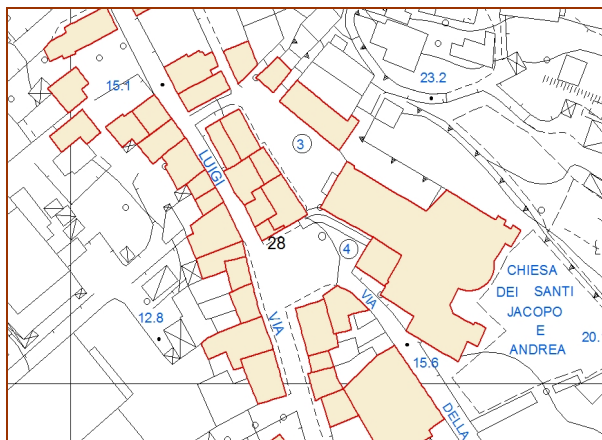 23.2
15.1
3
LUIGI
28
4
CHIESA
DEI SANTI
JACOPO
E
ANDREA
VIA
12.8
VIA
20.
15.6
DELLA